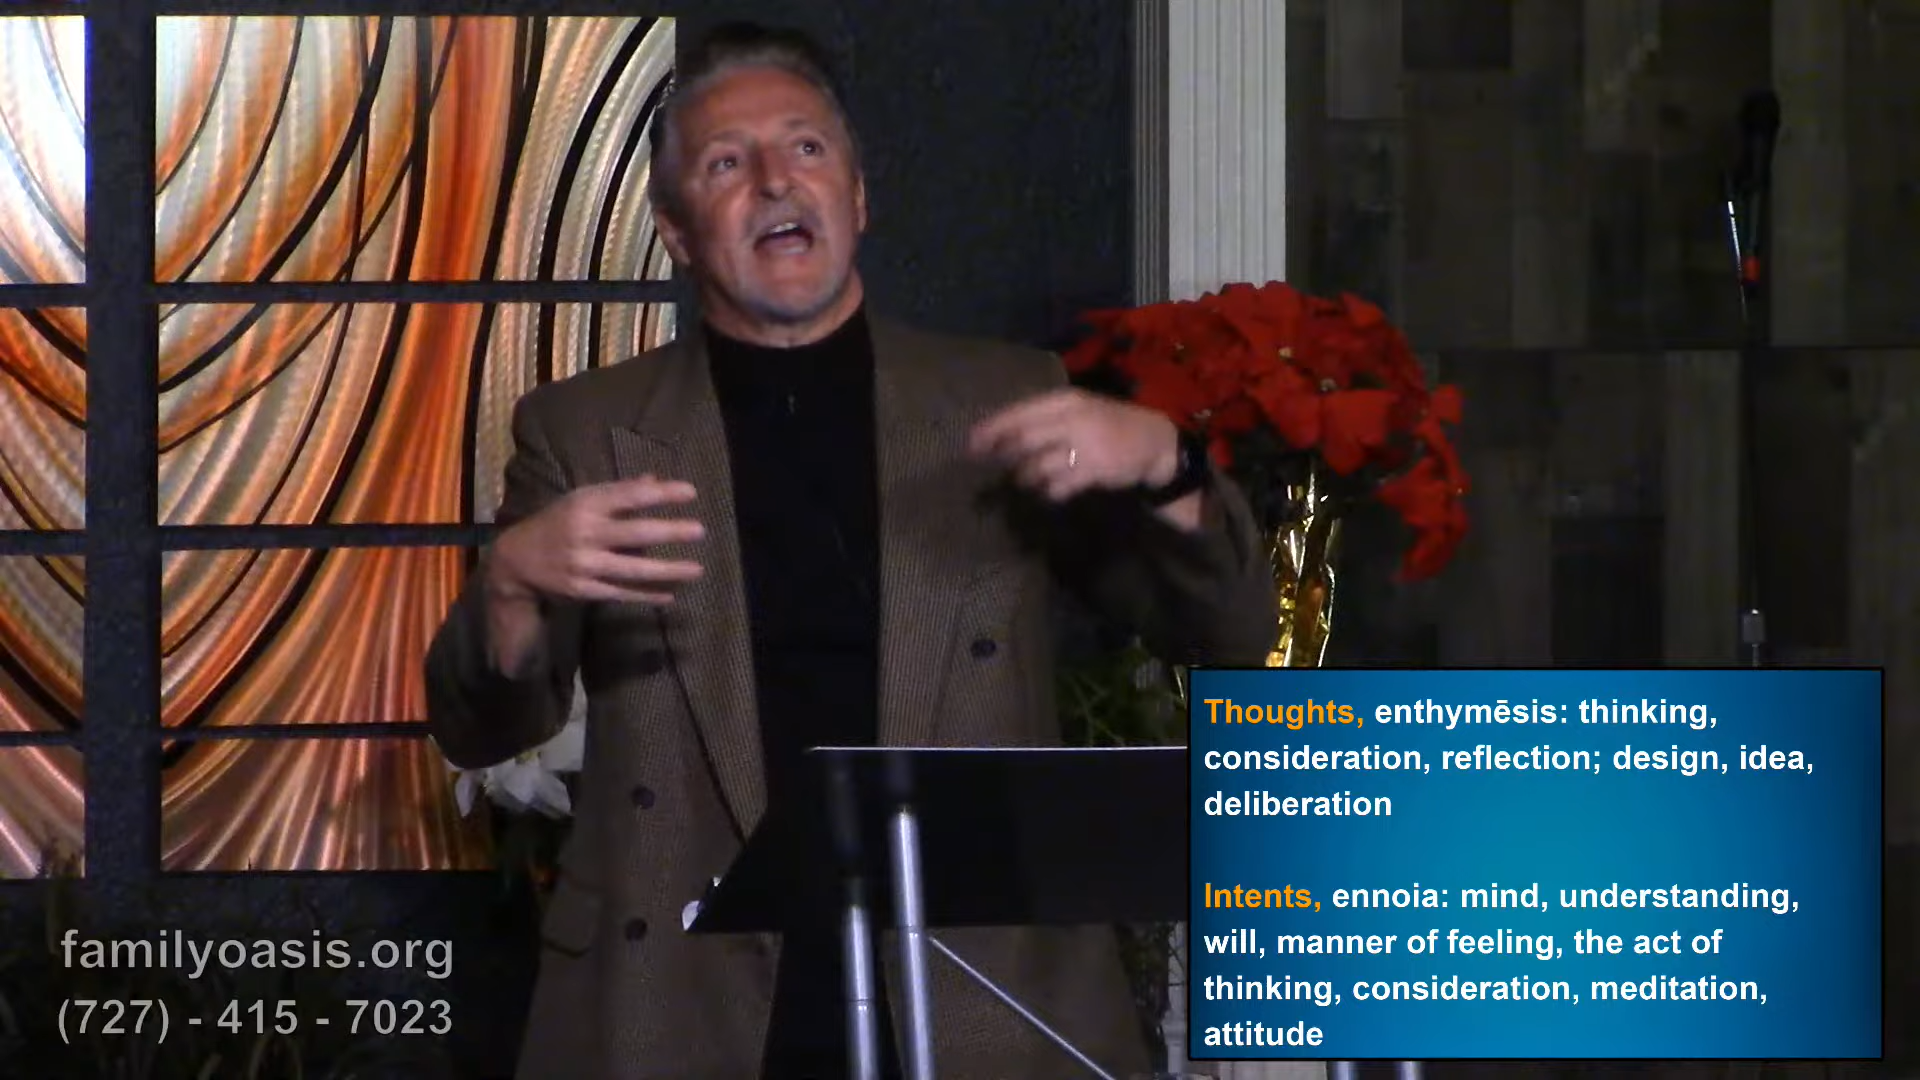 Thoughts, enthymēsis: thinking,
consideration, reflection; design, idea,
deliberation
Intents, ennoia: mind, understanding,
will, manner of feeling, the act of
thinking, consideration, meditation,
attitude
familyoasis.org
(727) - 415 - 7023